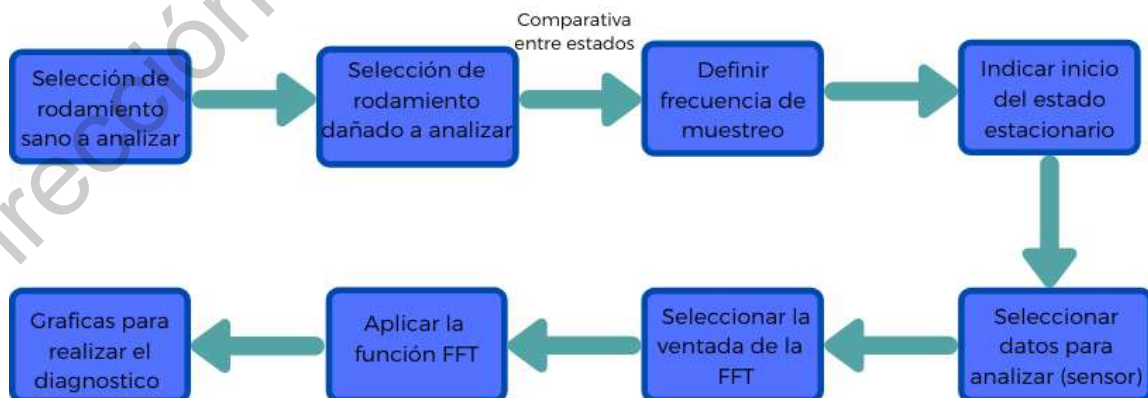 Selección de
rodamiento
sano a analizar
Selección de
rodamiento
dañado a analizar
Comparativa
entre estados
Definir
frecuencia de
muestreo
Indicar inicio
del estado
estacionario
Seleccionar
datos para
analizar (sensor)
Seleccionar la
ventada de la
FFT
Aplicar la
función FFT
Graficas para
realizar el
diagnostico
irección